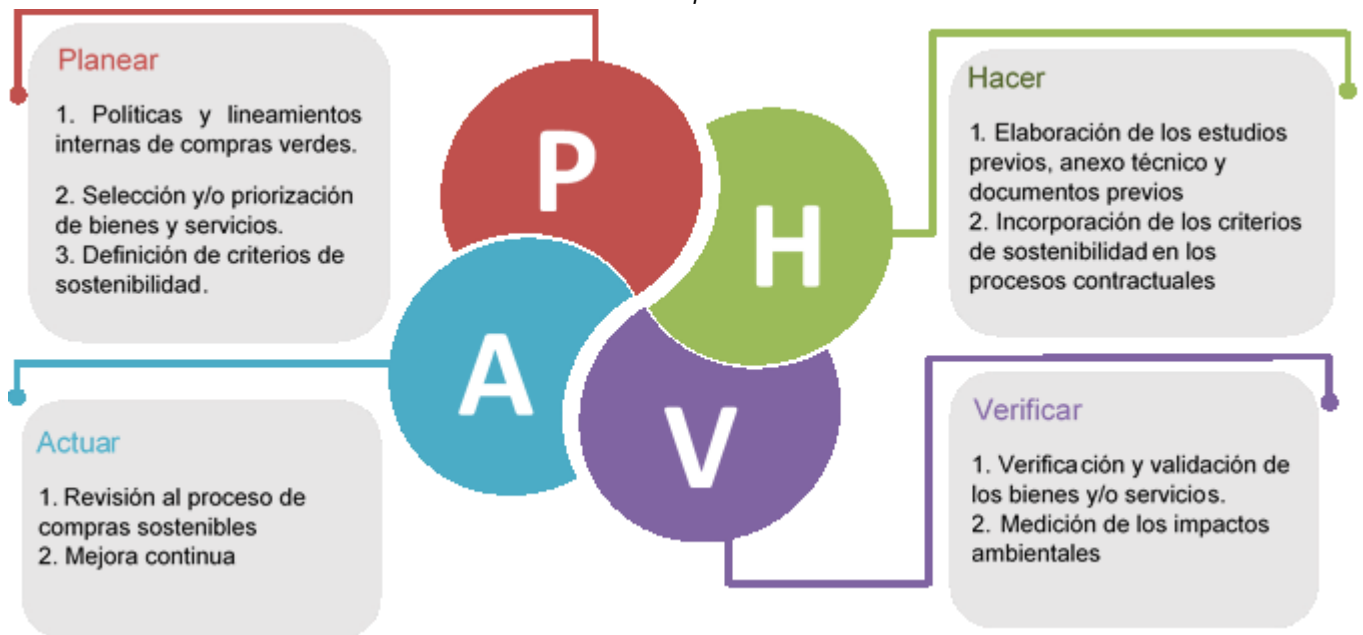 Planear
1. Políticas y lineamientos
internas de compras verdes.
2. Selección y/o priorización
de bienes y servicios.
3. Definición de criterios de
sostenibilidad.
P
H
A
V
Hacer
1. Elaboración de los estudios
previos, anexo técnico y
documentos previos
2. Incorporación de los criterios
de sostenibilidad en los
procesos contractuales
Actuar
1. Revisión al proceso de
compras sostenibles
2. Mejora continua
Verificar
1. Verificación y validación de
los bienes y/o servicios.
2. Medición de los impactos
ambientales